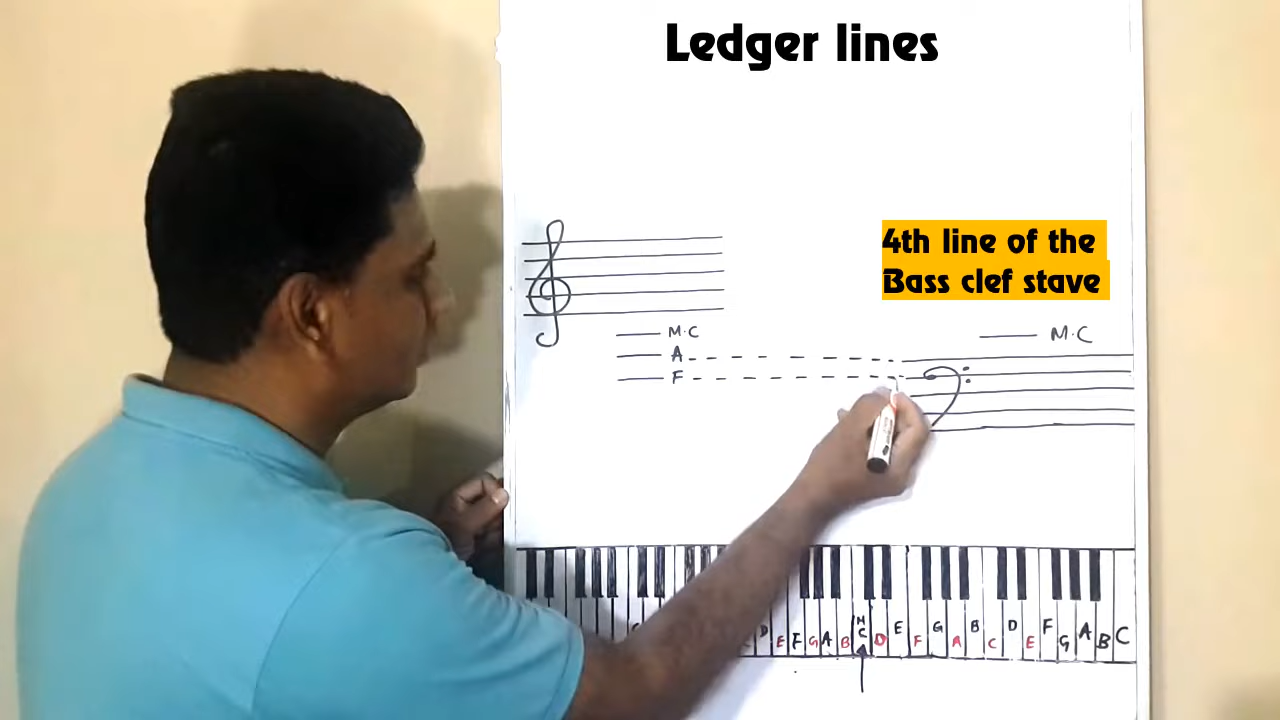 Ledger lines
4th line of the
Bass clef stave
M.C
M.C
A
F
D E F G A B M C D E F G A B C D E F G A B C